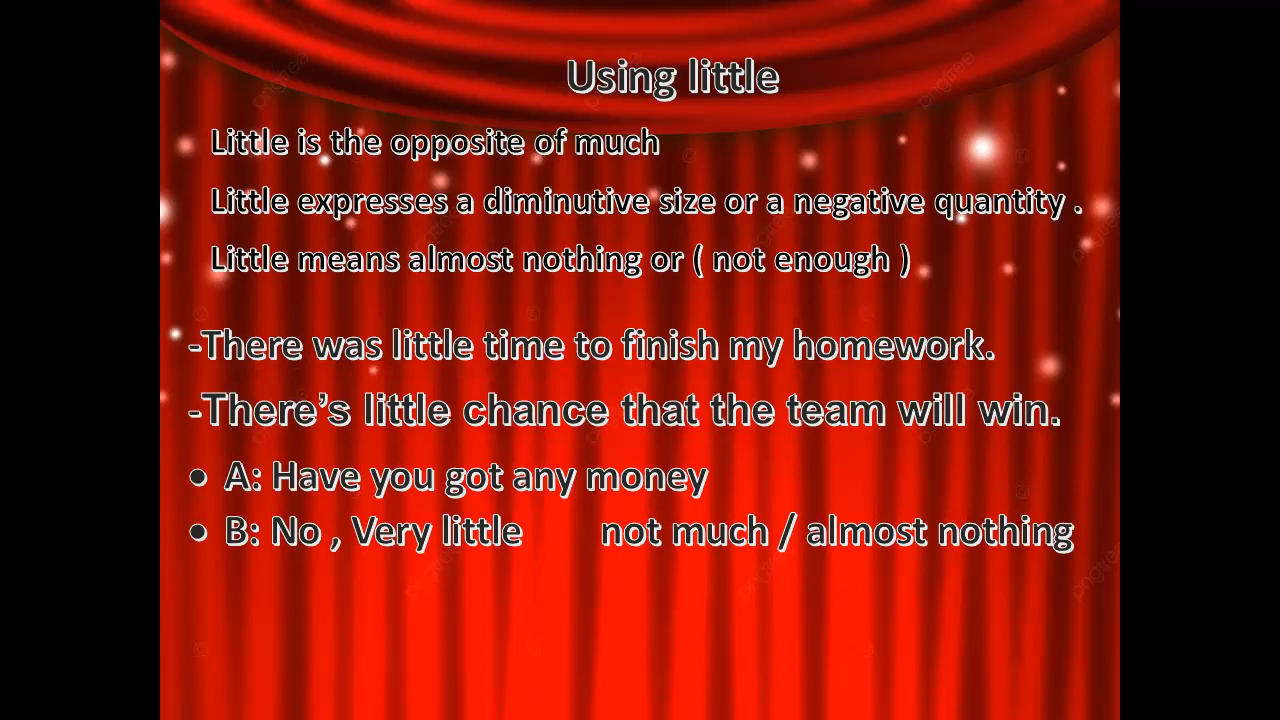 Using little
Little is the opposite of much
Little expresses a diminutive size or a negative quantity .
Little means almost nothing or ( not enough )
-There was little time to finish my homework.
-There’s little chance that the team will win.
• A: Have you got any money
• B: No , Very little not much / almost nothing